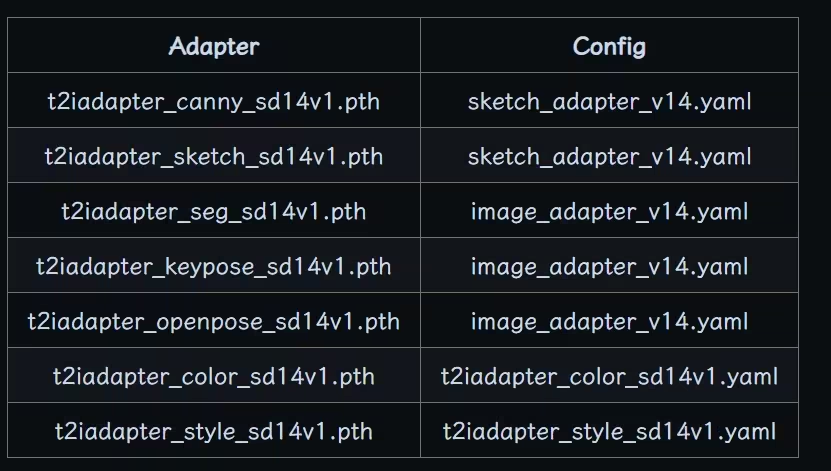 Adapter Config
t2iadapter_canny_sd14v1.pth sketch_adapter_v14.yaml
t2iadapter_sketch_sd14v1.pth sketch_adapter_v14.yaml
t2iadapter_seg_sd14v1.pth image_adapter_v14.yaml
t2iadapter_keypose_sd14v1.pth image_adapter_v14.yaml
t2iadapter_openpose_sd14v1.pth image_adapter_v14.yaml
t2iadapter_color_sd14v1.pth t2iadapter_color_sd14v1.yaml
t2iadapter_style_sd14v1.pth t2iadapter_style_sd14v1.yaml